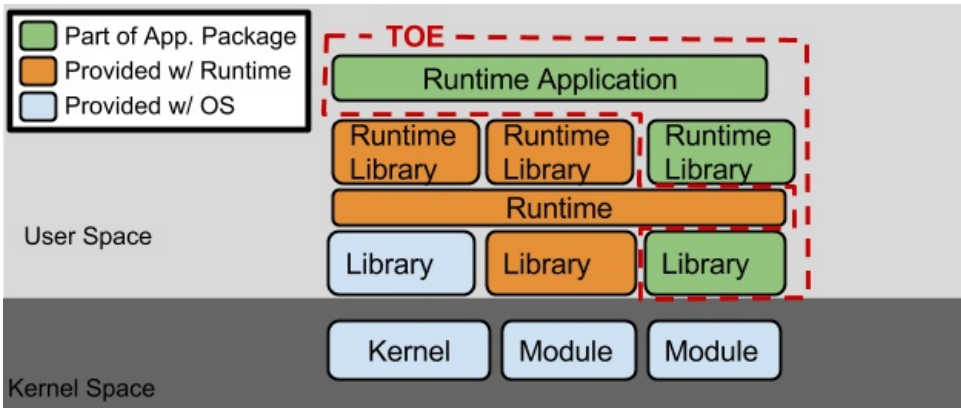 Part of App. Package
Provided w/ Runtime
Provided w/ OS
TOE
Runtime Application
Runtime
Library
Runtime
Library
Runtime
Library
Runtime
User Space
Library
Library
Library
Kernel
Module
Module
Kernel Space